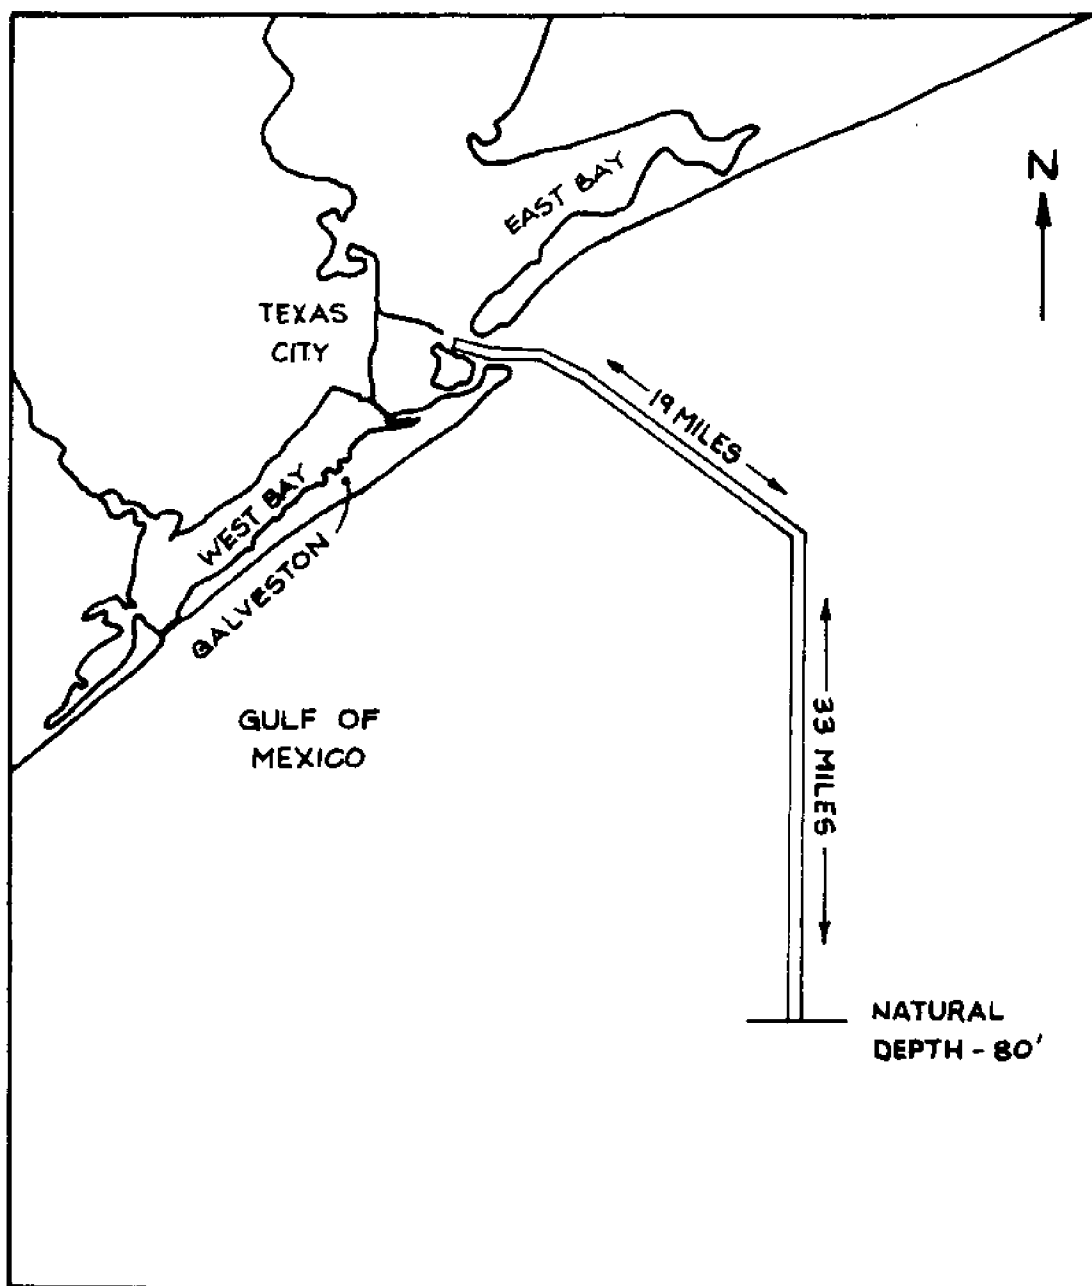 N
EAST BAY
TEXAS
CITY
19 MILES
WEST BAY
GALVESTON
33 MILES
GULF OF
MEXICO
NATURAL
DEPTH - 80'